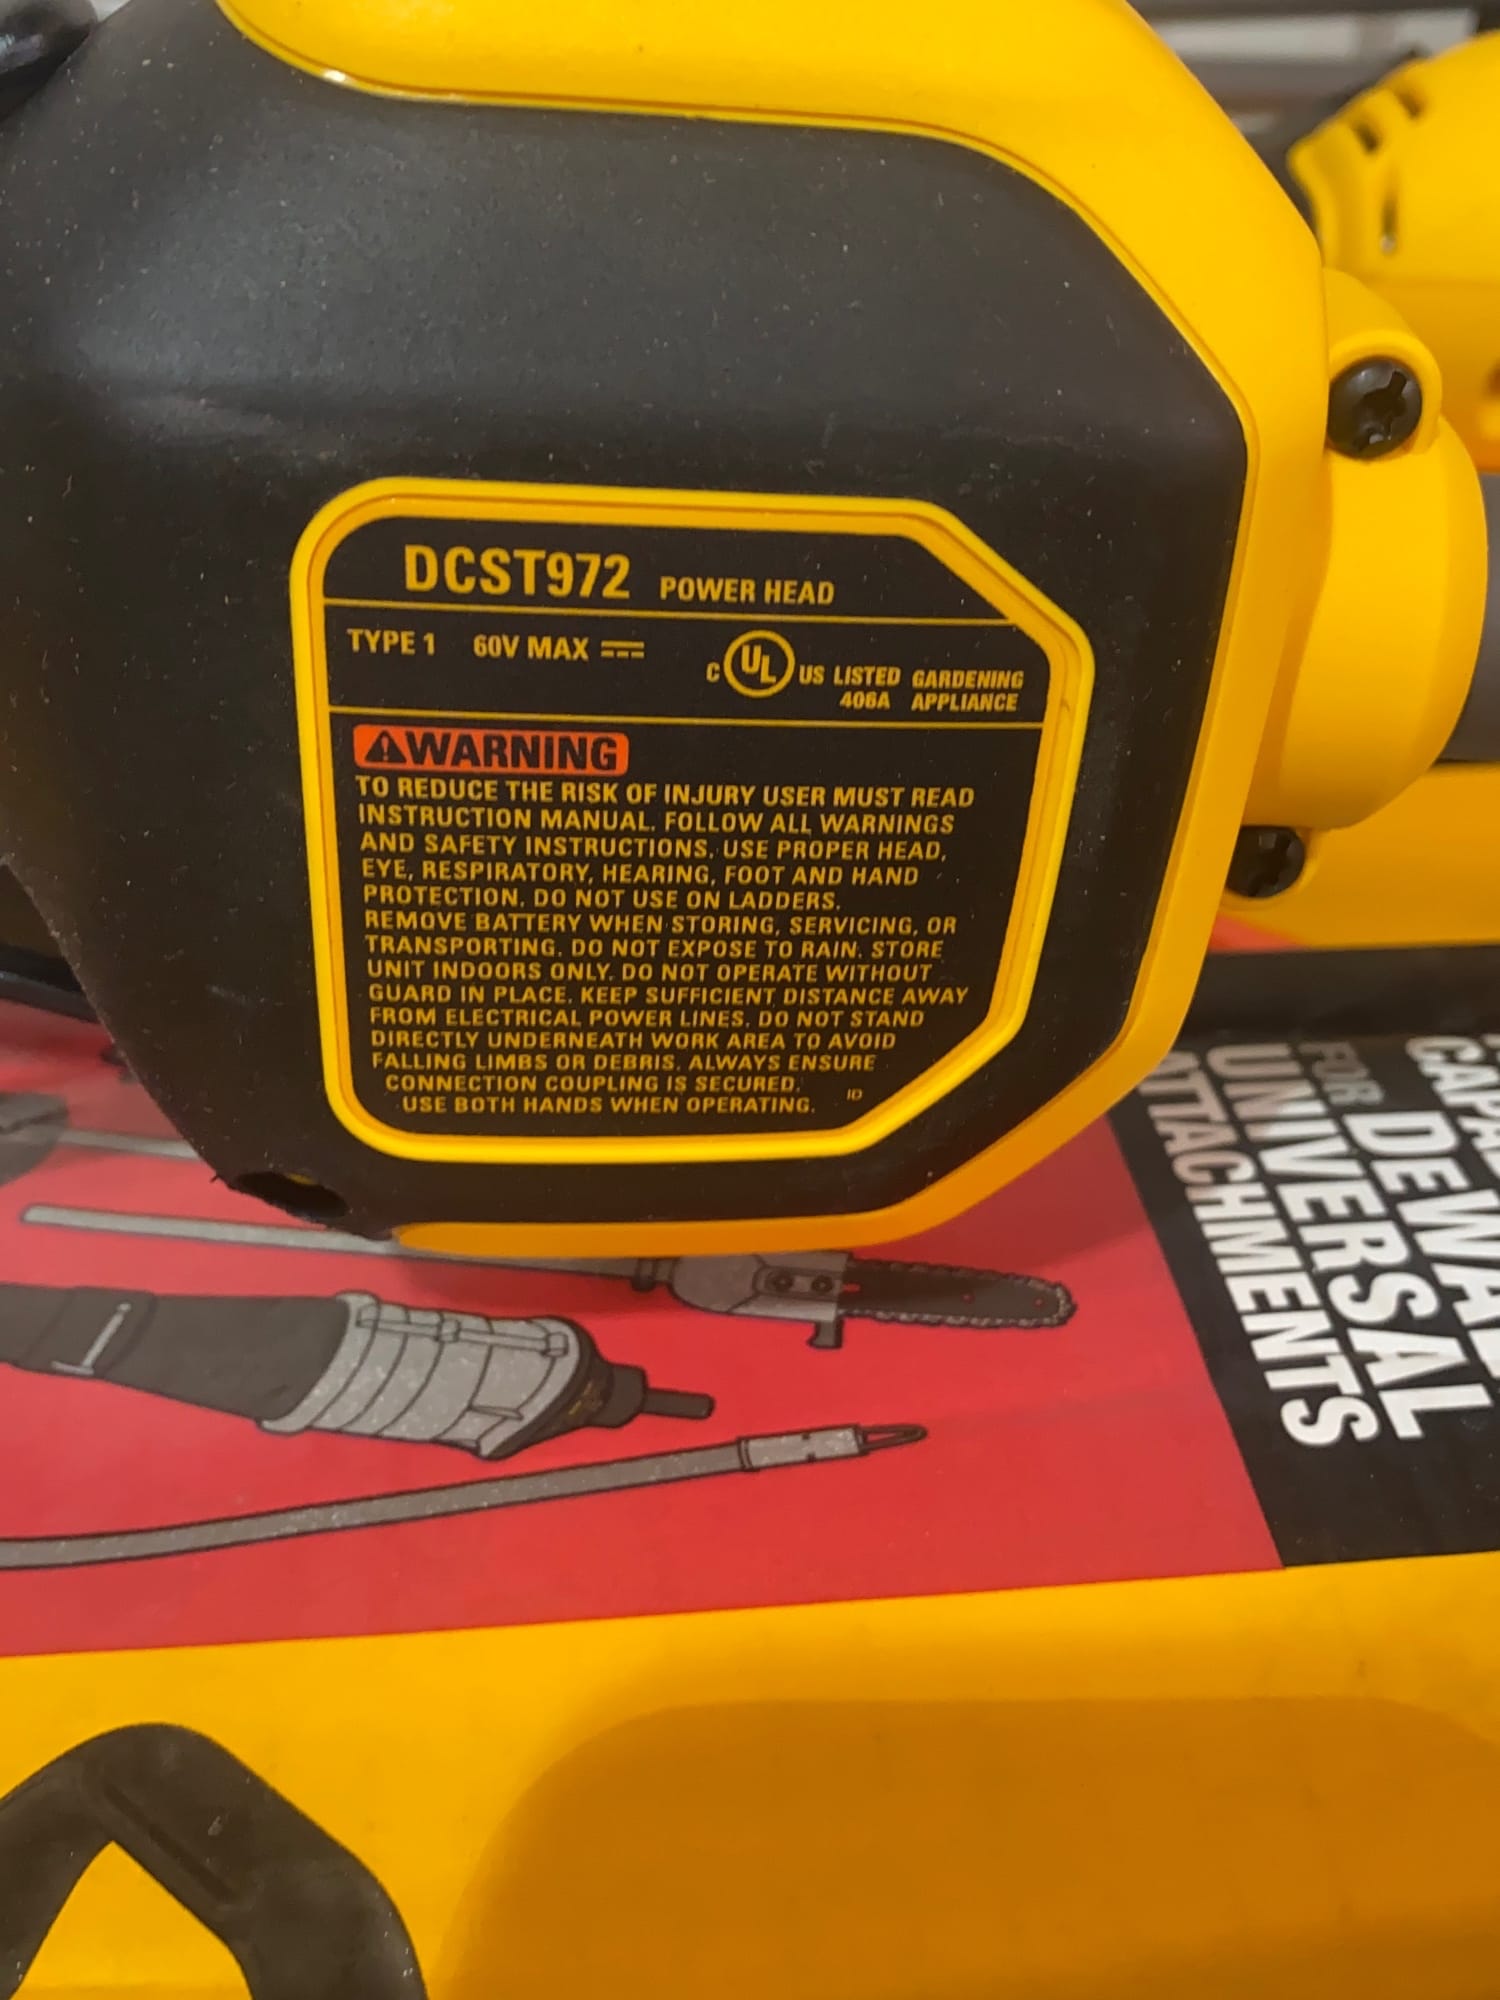 DCST972 POWER HEAD
TYPE 1 60V MAX
C UL US LISTED GARDENING
406A APPLIANCE
WARNING
TO REDUCE THE RISK OF INJURY USER MUST READ
INSTRUCTION MANUAL. FOLLOW ALL WARNINGS
AND SAFETY INSTRUCTIONS. USE PROPER HEAD,
EYE, RESPIRATORY, HEARING, FOOT AND HAND
PROTECTION. DO NOT USE ON LADDERS.
REMOVE BATTERY WHEN STORING, SERVICING, OR
TRANSPORTING. DO NOT EXPOSE TO RAIN. STORE
UNIT INDOORS ONLY. DO NOT OPERATE WITHOUT
GUARD IN PLACE. KEEP SUFFICIENT DISTANCE AWAY
FROM ELECTRICAL POWER LINES. DO NOT STAND
DIRECTLY UNDERNEATH WORK AREA TO AVOID
FALLING LIMBS OR DEBRIS. ALWAYS ENSURE
CONNECTION COUPLING IS SECURED.
USE BOTH HANDS WHEN OPERATING. ID
FOR DEWA
UNIVERSAL
ATTACHMENTS